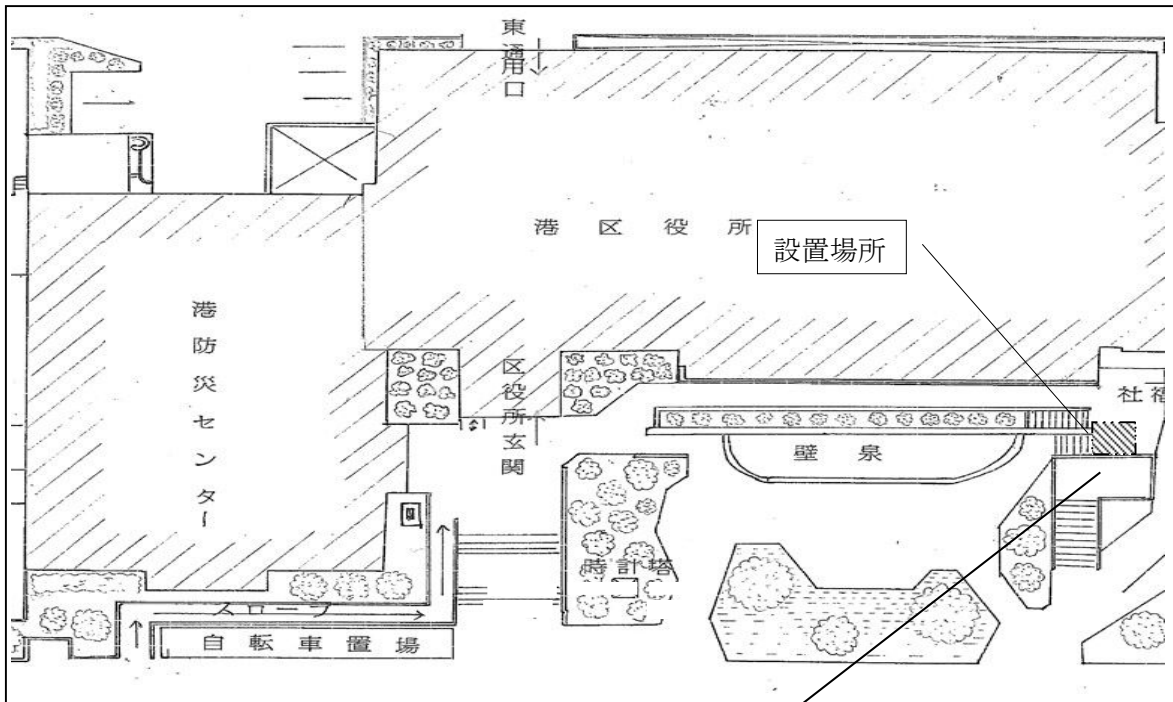 東通用口
港区役所
設置場所
港防災センター
区役所玄関
社福
壁泉
時計塔
スロープ
自転車置場